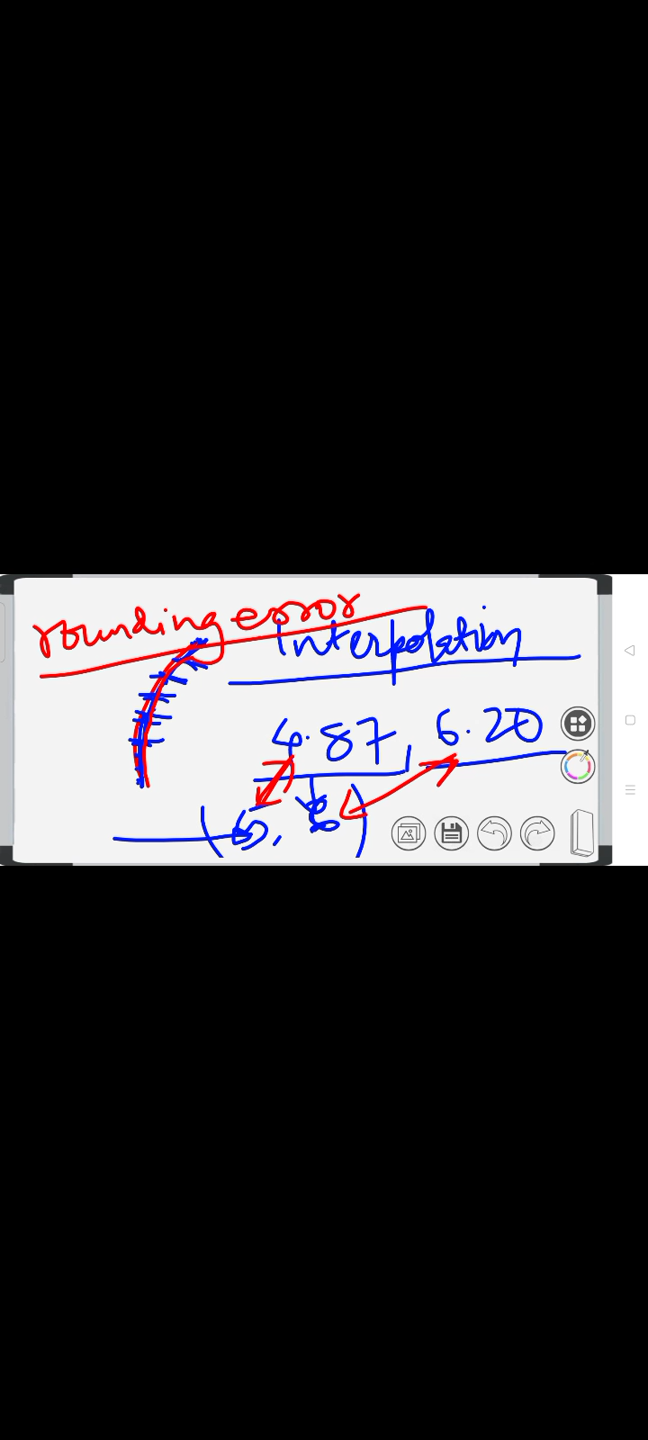 rounding error
Interpolation
4.87, 6.20
(5, 6)